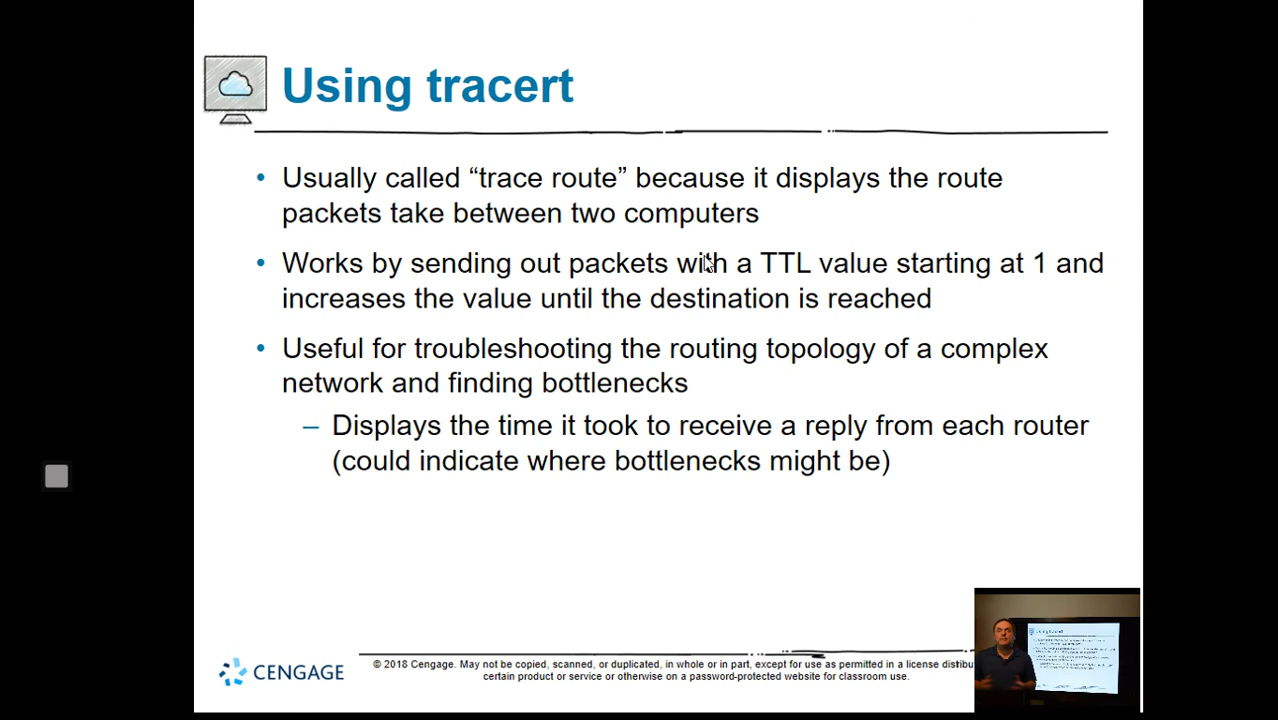 Using tracert
• Usually called “trace route” because it displays the route
packets take between two computers
• Works by sending out packets with a TTL value starting at 1 and
increases the value until the destination is reached
• Useful for troubleshooting the routing topology of a complex
network and finding bottlenecks
– Displays the time it took to receive a reply from each router
(could indicate where bottlenecks might be)
CENGAGE
© 2018 Cengage. May not be copied, scanned, or duplicated, in whole or in part, except for use as permitted in a license
certain product or service or otherwise on a password-protected website for classroom use.
Using tracert